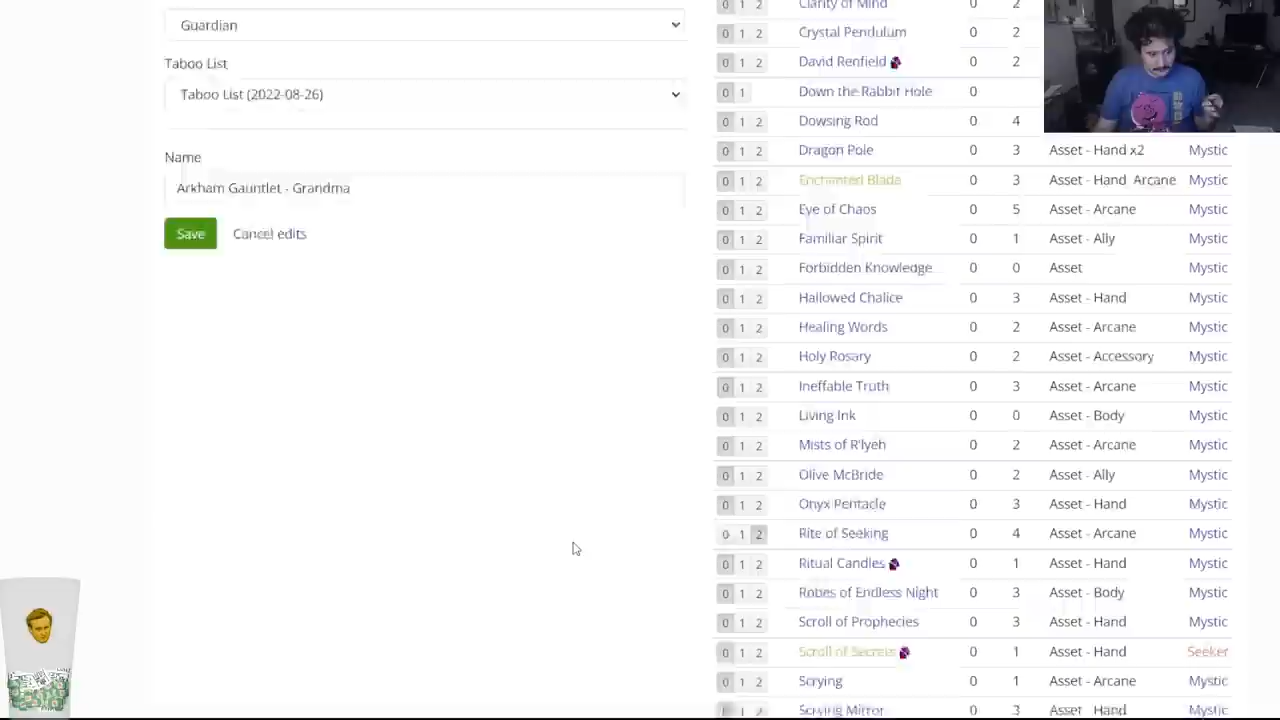 Guardian
Taboo List
Taboo List (2022-08-26)
Name
Arkham Gauntlet - Grandma
Save Cancel edits
0 1 2 Clarity of Mind 0 2
0 1 2 Crystal Pendulum 0 2
0 1 2 David Renfield 0 2
0 1 Down the Rabbit Hole 0
0 1 2 Dowsing Rod 0 4
0 1 2 Dragon Pole 0 3 Asset - Hand x2 Mystic
0 1 2 Enchanted Blade 0 3 Asset - Hand Arcane Mystic
0 1 2 Eye of Chaos 0 5 Asset - Arcane Mystic
0 1 2 Familiar Spirit 0 1 Asset - Ally Mystic
0 1 2 Forbidden Knowledge 0 0 Asset Mystic
0 1 2 Hallowed Chalice 0 3 Asset - Hand Mystic
0 1 2 Healing Words 0 2 Asset - Arcane Mystic
0 1 2 Holy Rosary 0 2 Asset - Accessory Mystic
0 1 2 Ineffable Truth 0 3 Asset - Arcane Mystic
0 1 2 Living Ink 0 0 Asset - Body Mystic
0 1 2 Mists of R'lyeh 0 2 Asset - Arcane Mystic
0 1 2 Olive McBride 0 2 Asset - Ally Mystic
0 1 2 Onyx Pentacle 0 3 Asset - Hand Mystic
0 1 2 Rite of Seeking 0 4 Asset - Arcane Mystic
0 1 2 Ritual Candles 0 1 Asset - Hand Mystic
0 1 2 Robes of Endless Night 0 3 Asset - Body Mystic
0 1 2 Scroll of Prophecies 0 3 Asset - Hand Mystic
0 1 2 Scroll of Secrets 0 1 Asset - Hand Seeker
0 1 2 Scrying 0 1 Asset - Arcane Mystic
0 1 2 Scrying Mirror 0 3 Asset - Hand Mystic